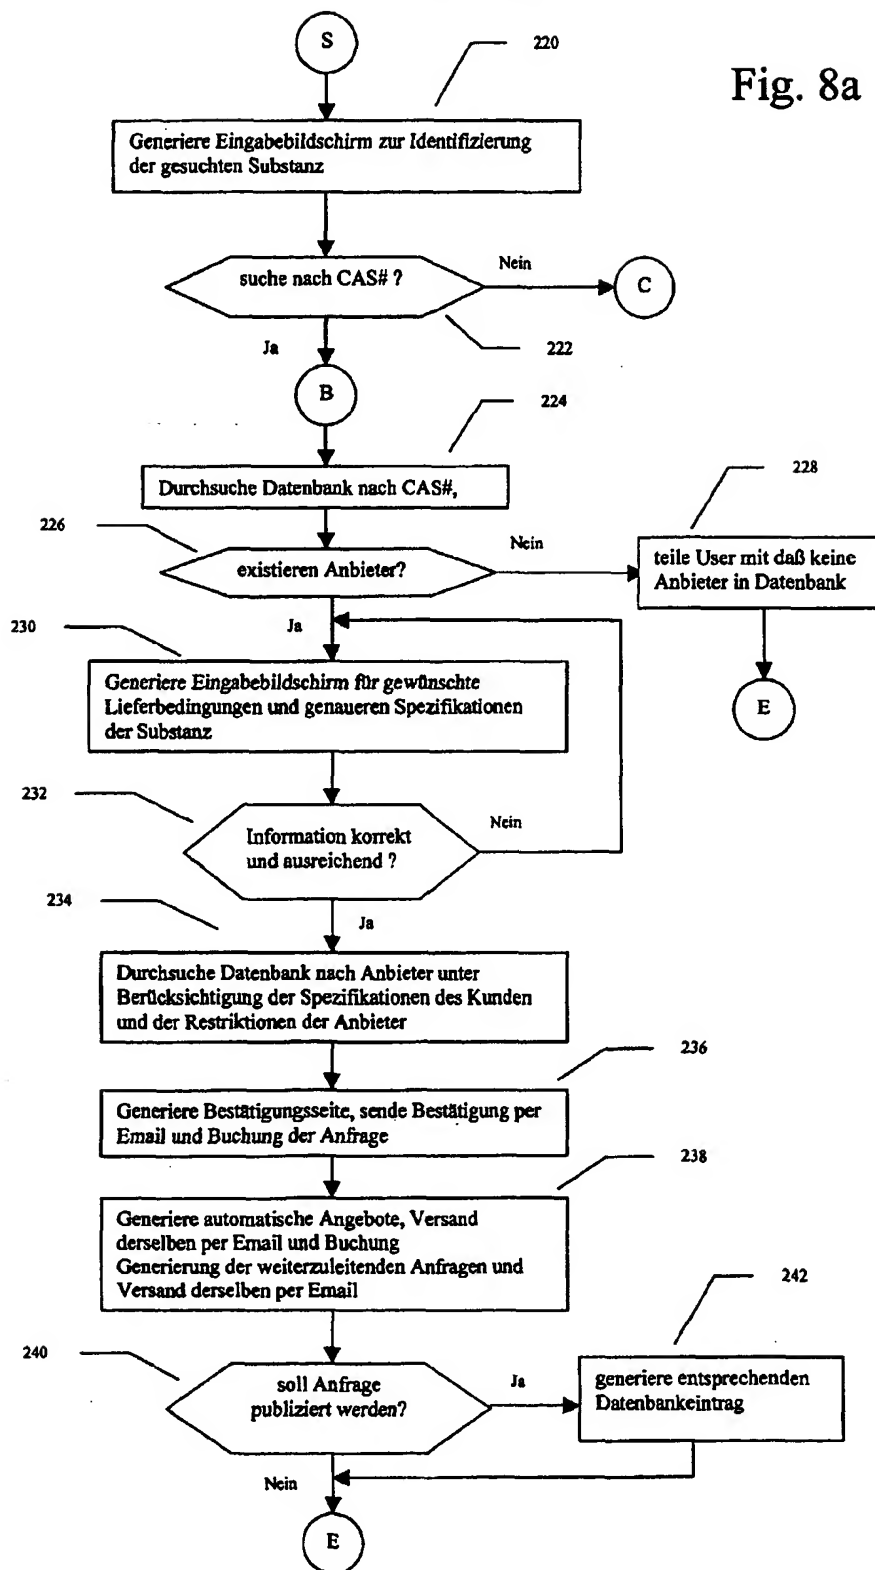 S
220
Fig. 8a
Generiere Eingabebildschirm zur Identifizierung
der gesuchten Substanz
suche nach CAS# ?
Nein
C
Ja
222
B
224
Durchsuche Datenbank nach CAS#,
228
226
existieren Anbieter?
Nein
teile User mit daß keine
Anbieter in Datenbank
Ja
230
Generiere Eingabebildschirm für gewünschte
Lieferbedingungen und genaueren Spezifikationen
der Substanz
E
232
Information korrekt
und ausreichend ?
Nein
234
Ja
Durchsuche Datenbank nach Anbieter unter
Berücksichtigung der Spezifikationen des Kunden
und der Restriktionen der Anbieter
236
Generiere Bestätigungsseite, sende Bestätigung per
Email und Buchung der Anfrage
238
Generiere automatische Angebote, Versand
derselben per Email und Buchung
Generierung der weiterzuleitenden Anfragen und
Versand derselben per Email
242
240
soll Anfrage
publiziert werden?
Ja
generiere entsprechenden
Datenbankeintrag
Nein
E